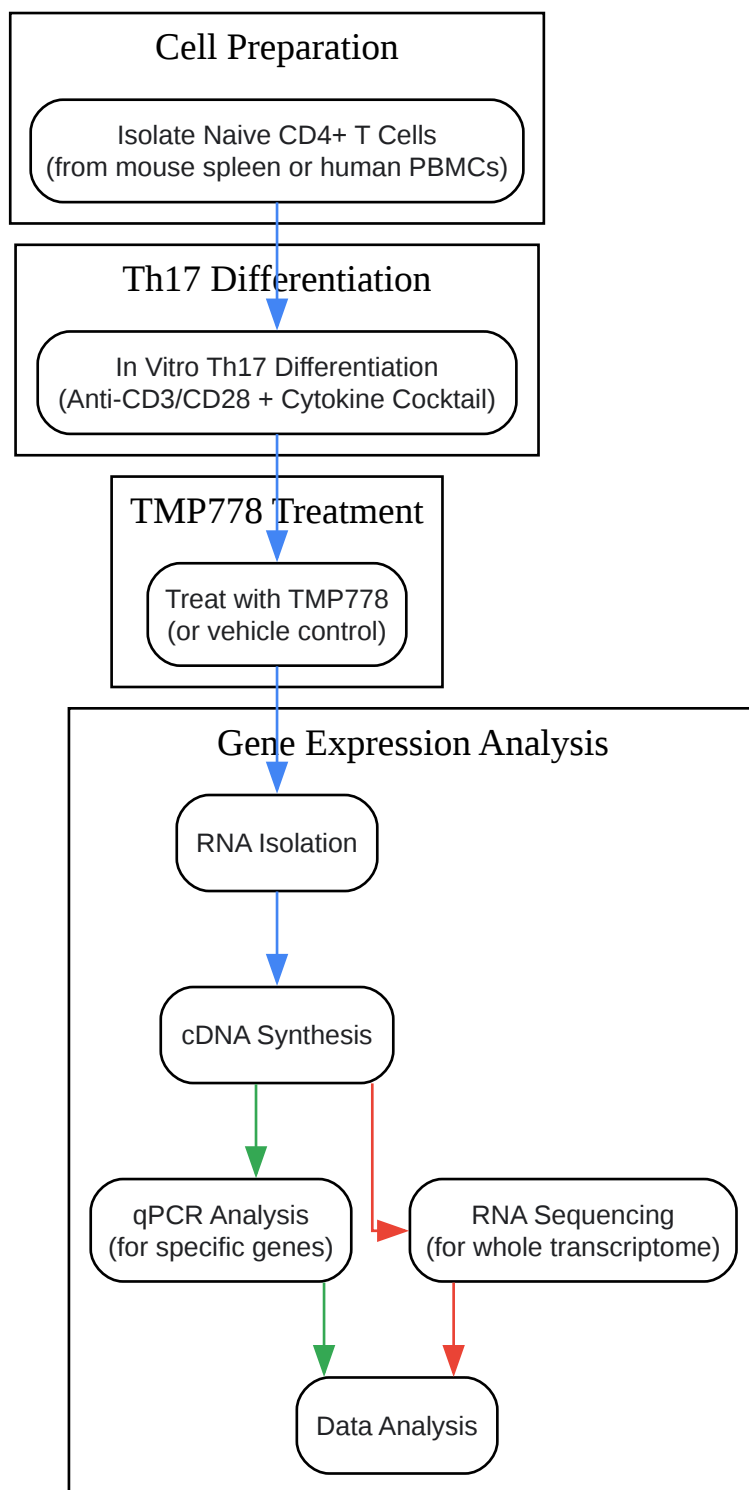 Cell Preparation
Isolate Naive CD4+ T Cells
(from mouse spleen or human PBMCs)
Th17 Differentiation
In Vitro Th17 Differentiation
(Anti-CD3/CD28 + Cytokine Cocktail)
TMP778 Treatment
Treat with TMP778
(or vehicle control)
Gene Expression Analysis
RNA Isolation
cDNA Synthesis
qPCR Analysis
(for specific genes)
RNA Sequencing
(for whole transcriptome)
Data Analysis